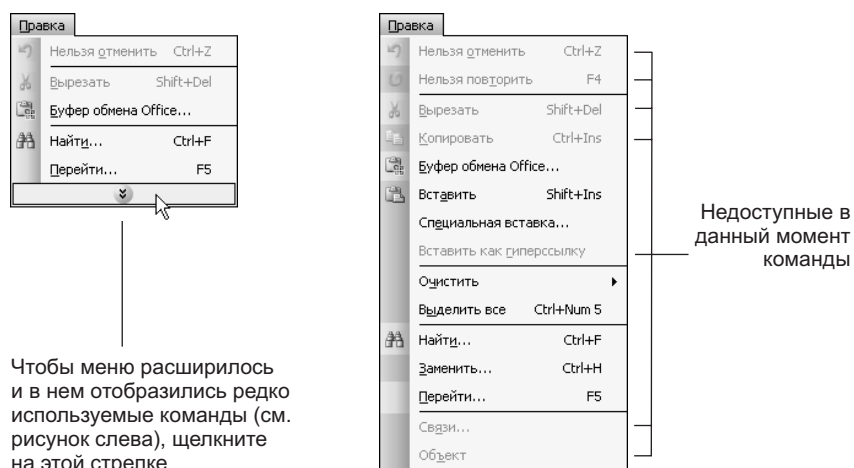 Правка
Нельзя отменить Ctrl+Z
Вырезать Shift+Del
Буфер обмена Office...
Найти... Ctrl+F
Перейти... F5
Чтобы меню расширилось
и в нем отобразились редко
используемые команды (см.
рисунок слева), щелкните
на этой стрелке
Правка
Нельзя отменить Ctrl+Z
Нельзя повторить F4
Вырезать Shift+Del
Копировать Ctrl+Ins
Буфер обмена Office...
Вставить Shift+Ins
Специальная вставка...
Вставить как гиперссылку
Очистить
Выделить все Ctrl+Num 5
Найти... Ctrl+F
Заменить... Ctrl+H
Перейти... F5
Связи...
Объект
Недоступные в
данный момент
команды